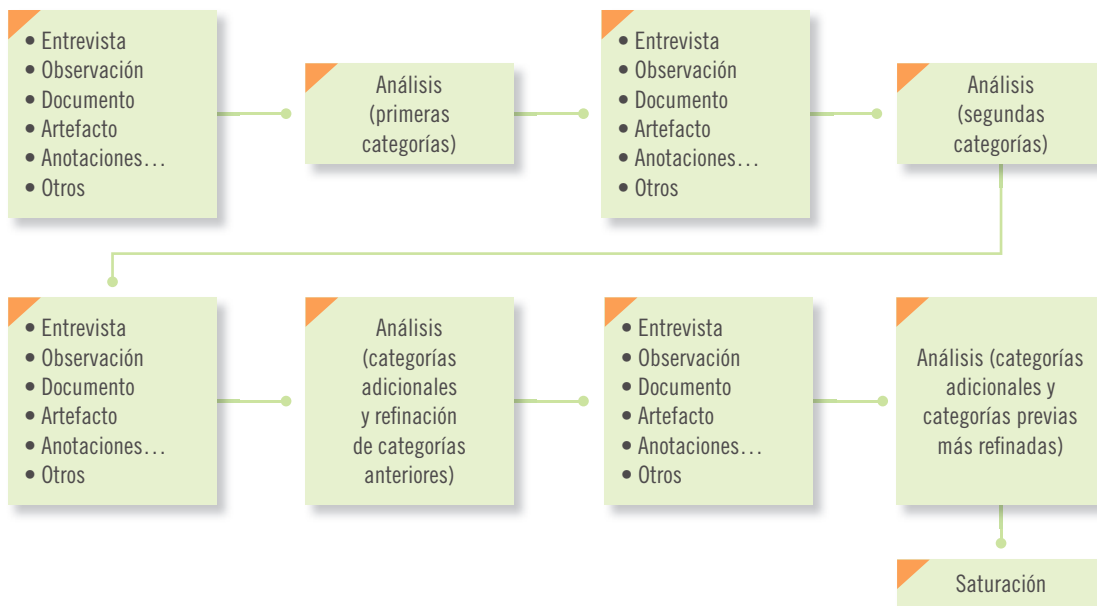 • Entrevista
• Observación
• Documento
• Artefacto
• Anotaciones…
• Otros
Análisis
(primeras
categorías)
• Entrevista
• Observación
• Documento
• Artefacto
• Anotaciones…
• Otros
Análisis
(segundas
categorías)
• Entrevista
• Observación
• Documento
• Artefacto
• Anotaciones…
• Otros
Análisis
(categorías
adicionales
y refinación
de categorías
anteriores)
• Entrevista
• Observación
• Documento
• Artefacto
• Anotaciones…
• Otros
Análisis (categorías
adicionales y
categorías previas
más refinadas)
Saturación